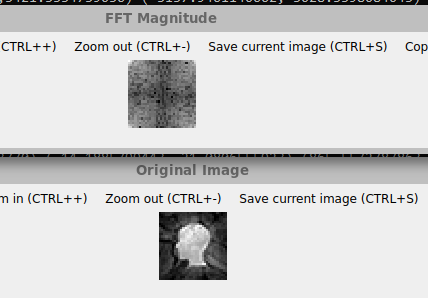 FFT Magnitude
(CTRL++) Zoom out (CTRL+-) Save current image (CTRL+S) Cop
Original Image
m in (CTRL++) Zoom out (CTRL+-) Save current image (CTRL+S)